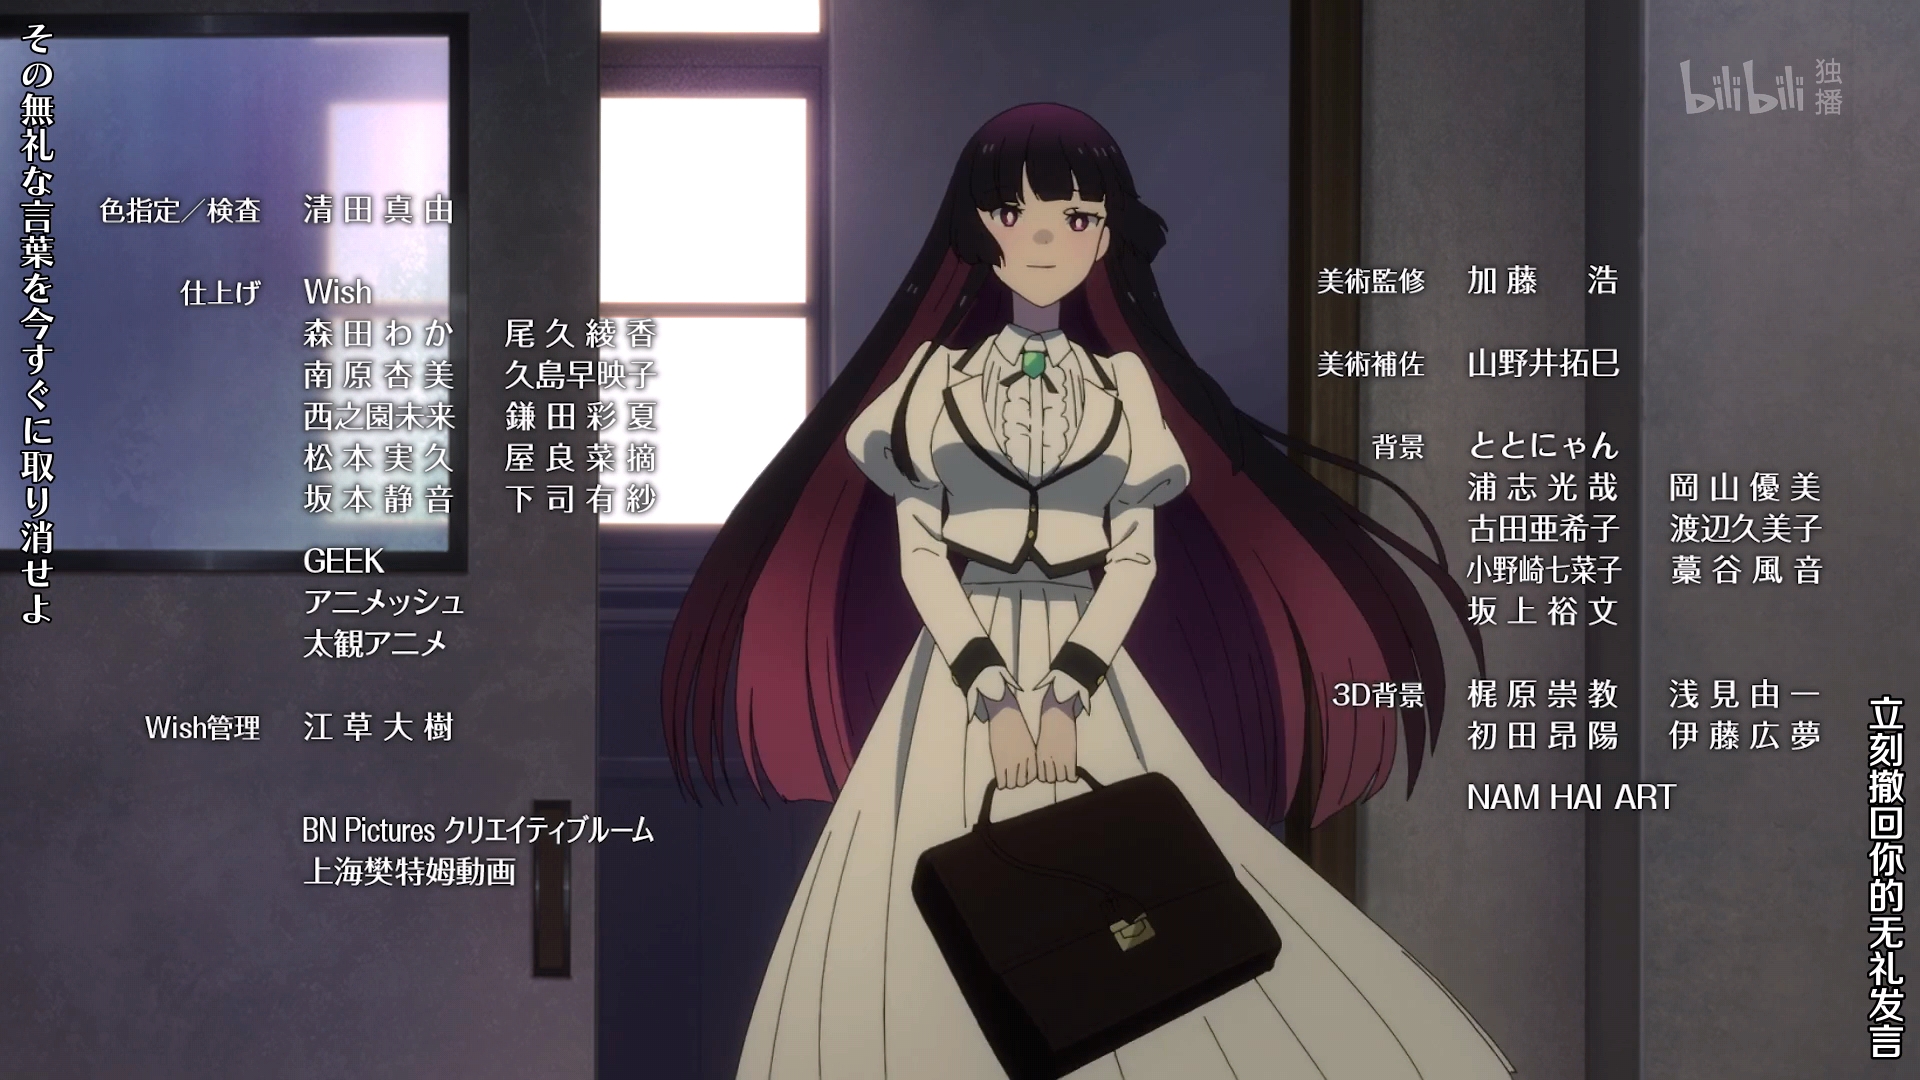 その無礼な言葉を今すぐに取り消せよ
bilibili 独播
色指定／検査 清田真由
仕上げ Wish
森田わか 尾久綾香
南原杏美 久島早映子
西之園未来 鎌田彩夏
松本実久 屋良菜摘
坂本静音 下司有紗
GEEK
アニメッシュ
太観アニメ
Wish管理 江草大樹
BN Pictures クリエイティブルーム
上海樊特姆動画
美術監修 加藤 浩
美術補佐 山野井拓巳
背景 ととにゃん
浦志光哉 岡山優美
古田亜希子 渡辺久美子
小野崎七菜子 藁谷風音
坂上裕文
3D背景 梶原崇教 浅見由一
初田昂陽 伊藤広夢
NAM HAI ART
立刻撤回你的无礼发言